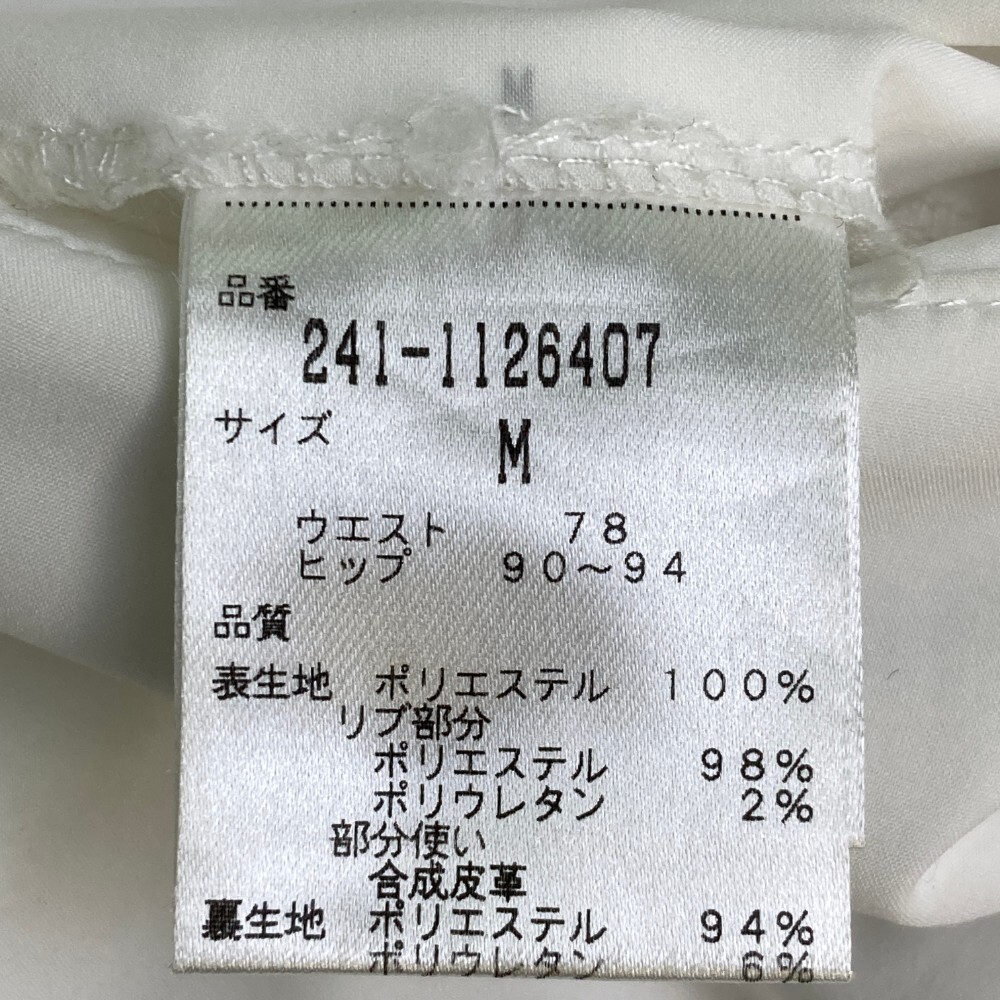 M
品番
241-1126407
サイズ
M
ウエスト 78
ヒップ 90～94
品質
表生地 ポリエステル 100%
リブ部分
ポリエステル 98%
ポリウレタン 2%
部分使い
合成皮革
裏生地 ポリエステル 94%
ポリウレタン 6%